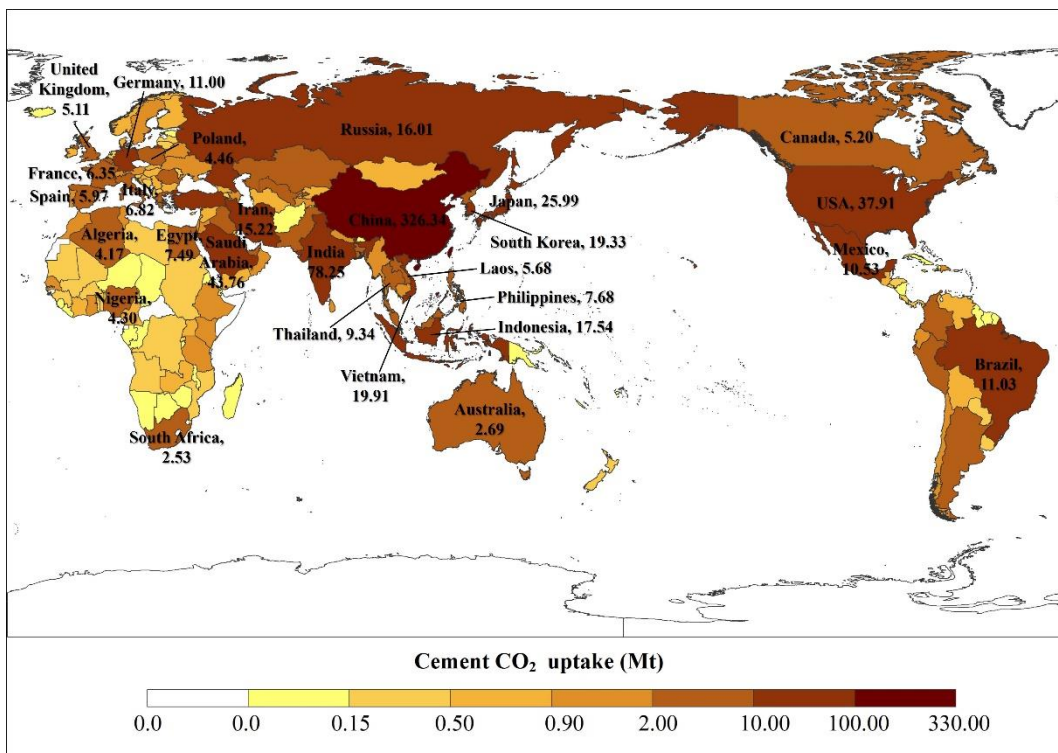 United
Kingdom,
5.11
Germany, 11.00
Poland,
4.46
France, 6.35
Spain, 5.97
Italy,
6.82
Russia, 16.01
Canada, 5.20
Japan, 25.99
China, 326.34
USA, 37.91
Iran,
15.22
South Korea, 19.33
Algeria,
4.17
Egypt,
7.49
Saudi
Arabia,
43.76
India
78.25
Mexico,
10.53
Laos, 5.68
Nigeria,
4.30
Philippines, 7.68
Thailand, 9.34
Indonesia, 17.54
Vietnam,
19.91
Brazil,
11.03
Australia,
2.69
South Africa,
2.53
Cement CO₂ uptake (Mt)
0.0 0.0 0.15 0.50 0.90 2.00 10.00 100.00 330.00